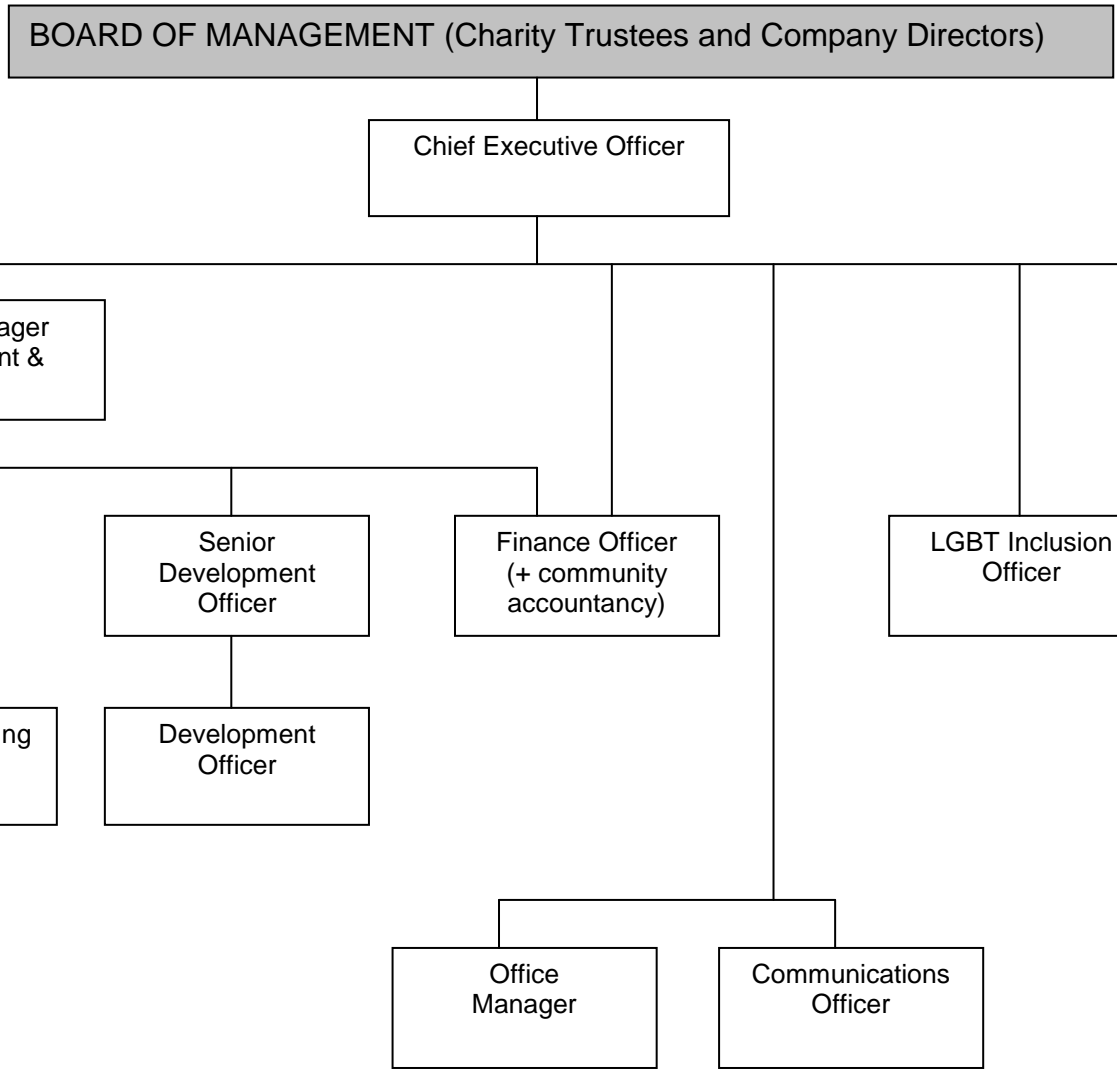 BOARD OF MANAGEMENT (Charity Trustees and Company Directors)
Chief Executive Officer
ager
nt &
Senior
Development
Officer
Finance Officer
(+ community
accountancy)
LGBT Inclusion
Officer
ng
Development
Officer
Office
Manager
Communications
Officer